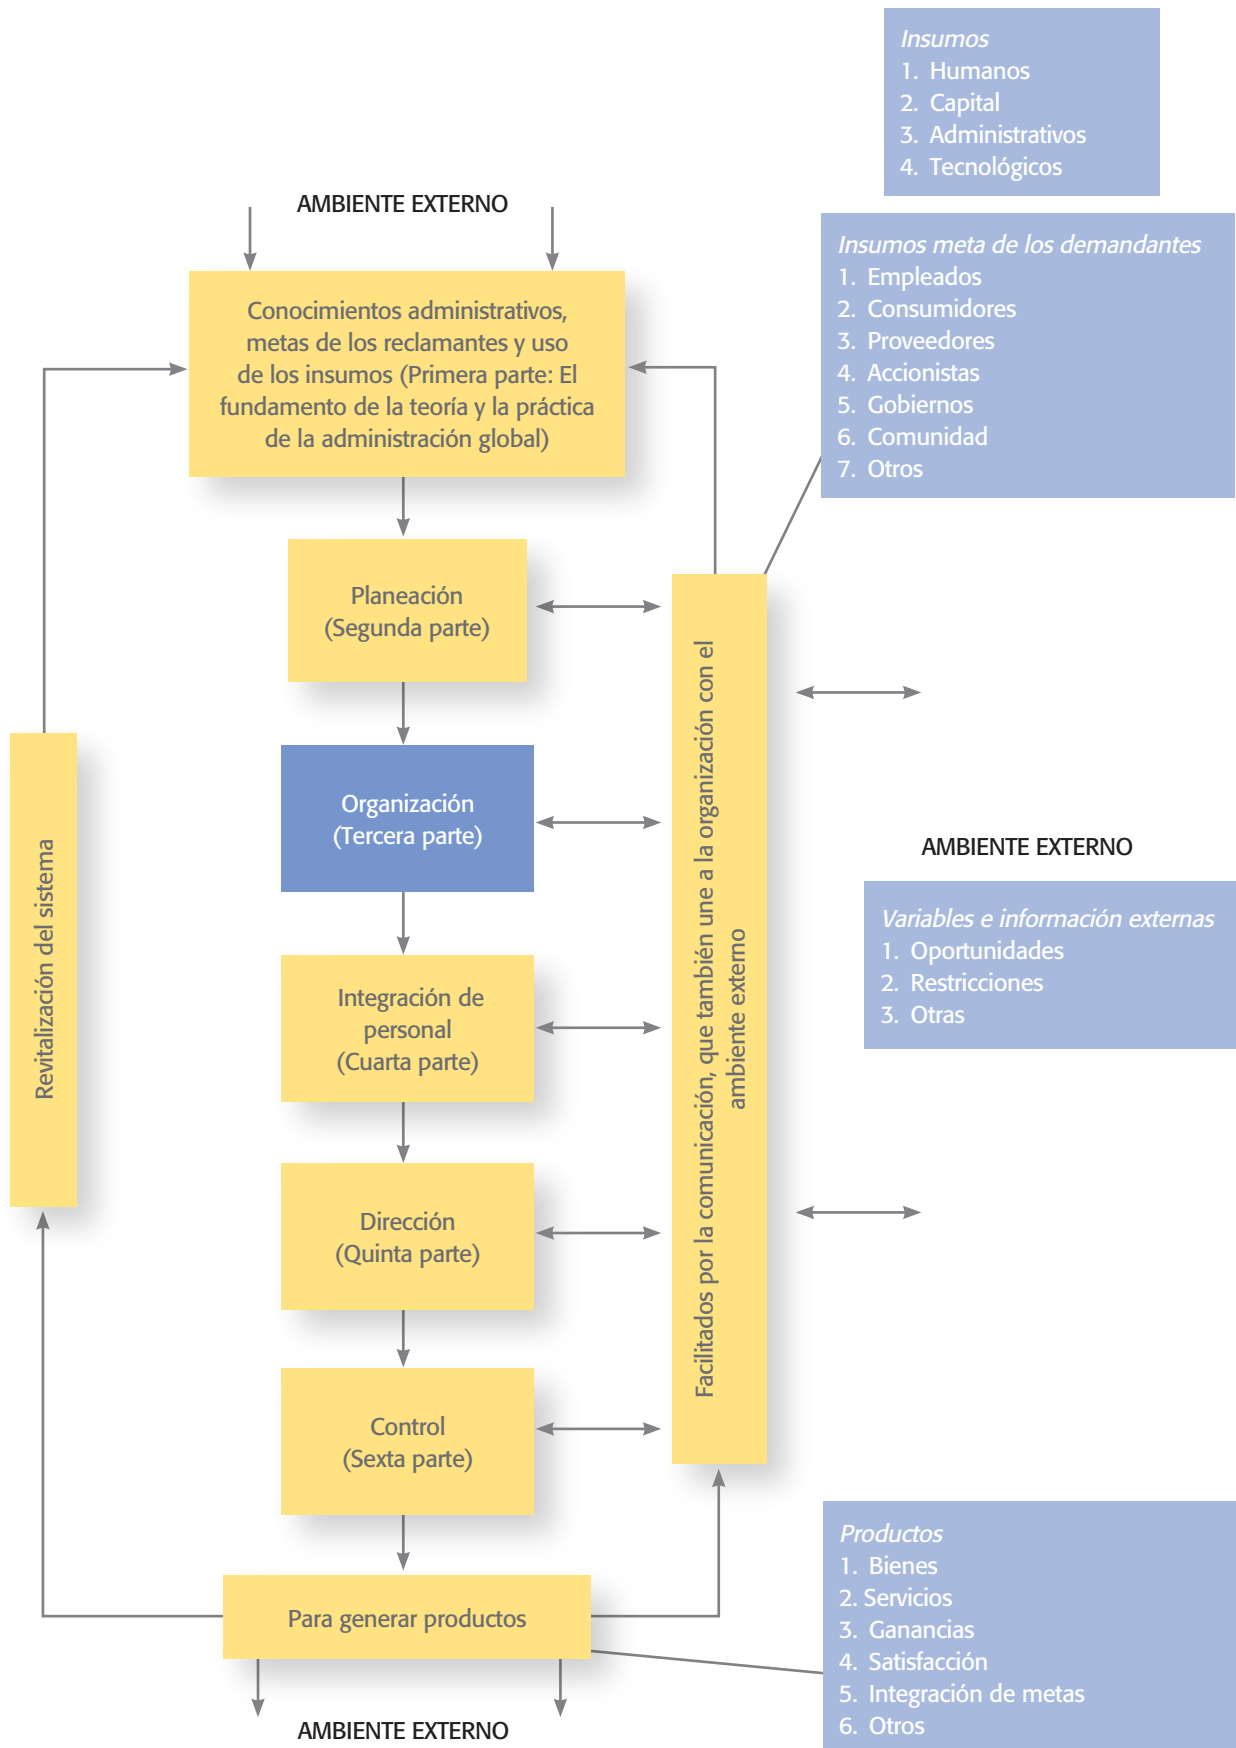 Insumos
1. Humanos
2. Capital
3. Administrativos
4. Tecnológicos
AMBIENTE EXTERNO
Insumos meta de los demandantes
1. Empleados
2. Consumidores
3. Proveedores
4. Accionistas
5. Gobiernos
6. Comunidad
7. Otros
Conocimientos administrativos,
metas de los reclamantes y uso
de los insumos (Primera parte: El
fundamento de la teoría y la práctica
de la administración global)
Planeación
(Segunda parte)
Organización
(Tercera parte)
Integración de
personal
(Cuarta parte)
Dirección
(Quinta parte)
Control
(Sexta parte)
Para generar productos
Revitalización del sistema
Facilitados por la comunicación, que también une a la organización con el
ambiente externo
AMBIENTE EXTERNO
Variables e información externas
1. Oportunidades
2. Restricciones
3. Otras
Productos
1. Bienes
2. Servicios
3. Ganancias
4. Satisfacción
5. Integración de metas
6. Otros
AMBIENTE EXTERNO